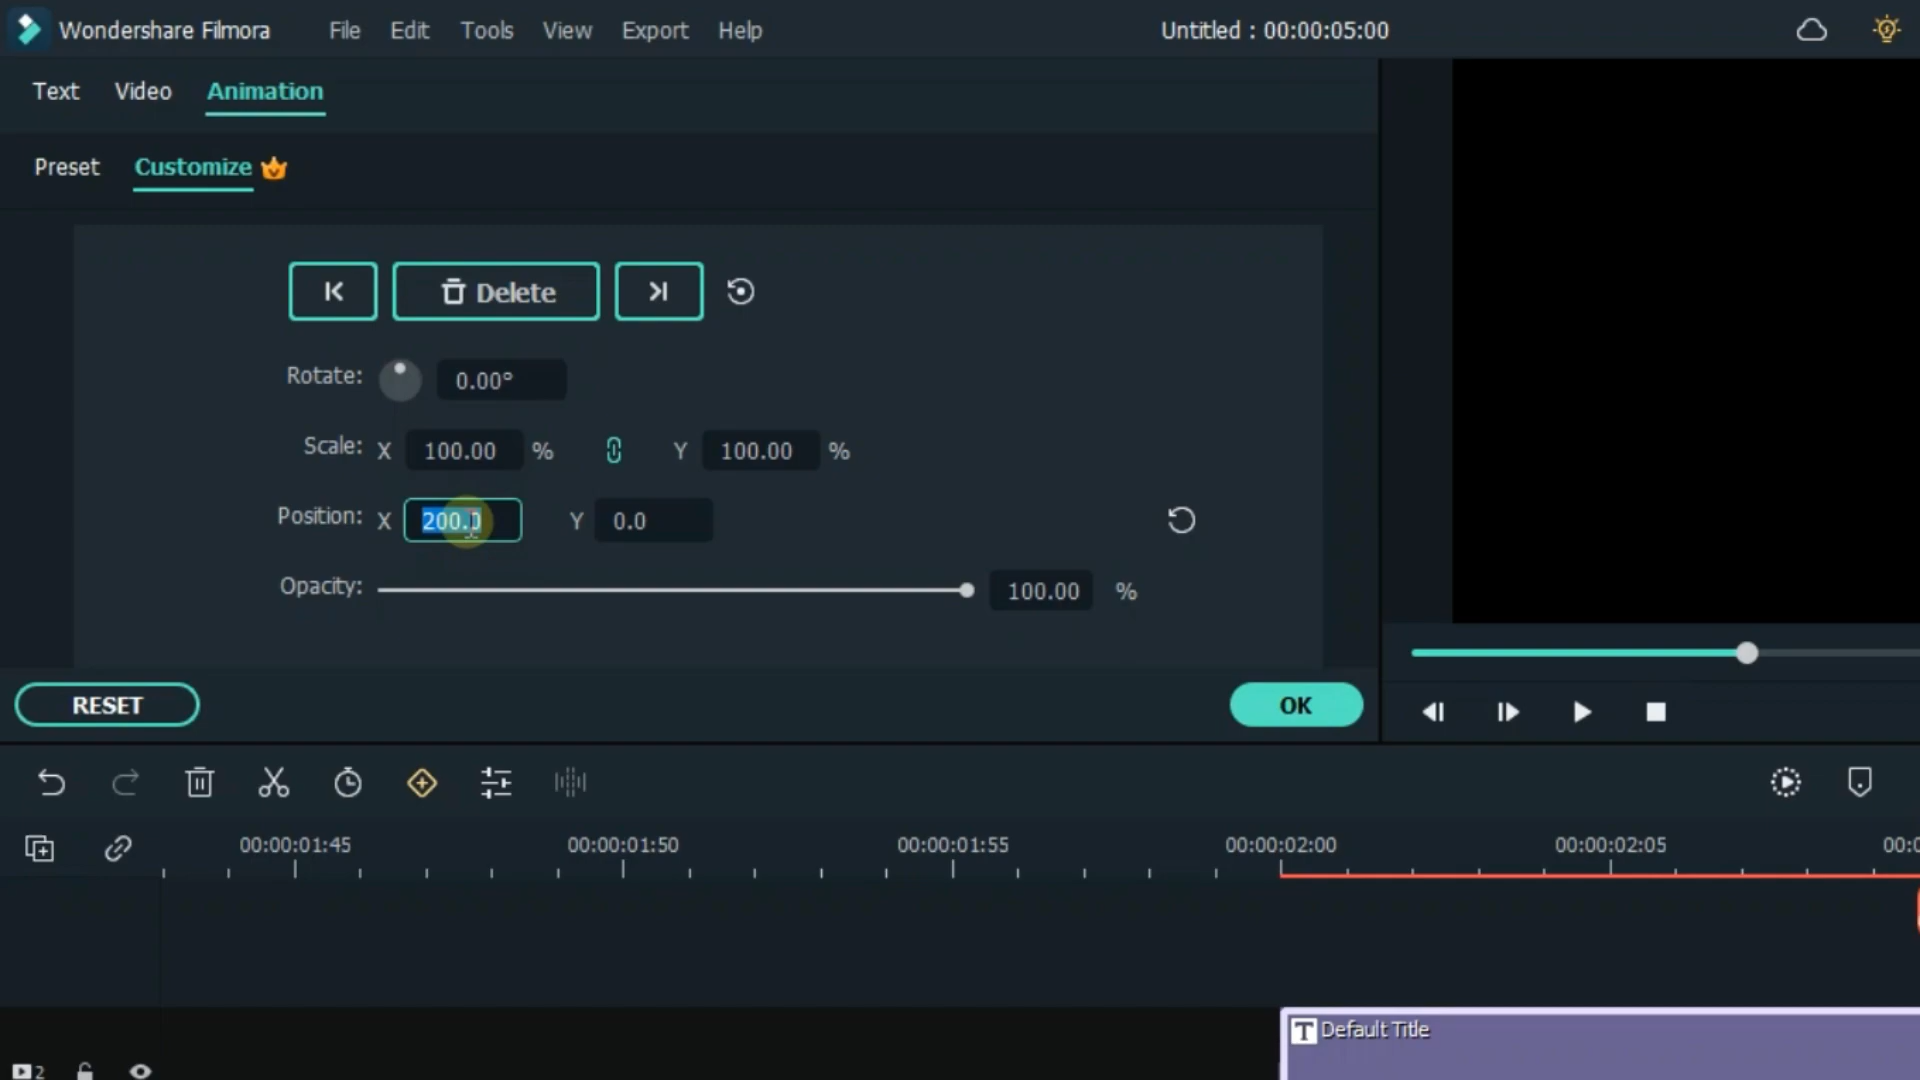 Wondershare Filmora File Edit Tools View Export Help Untitled : 00:00:05:00
Text Video Animation
Preset Customize
Delete
Rotate: 0.00°
Scale: X 100.00 % Y 100.00 %
Position: X 200.0 Y 0.0
Opacity: 100.00 %
RESET OK
00:00:01:45 00:00:01:50 00:00:01:55 00:00:02:00 00:00:02:05 00:0
T Default Title
2